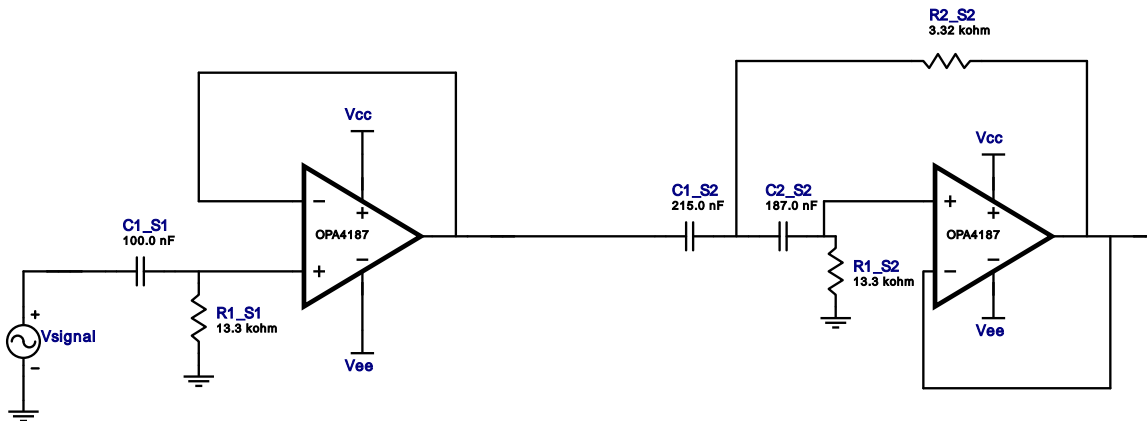 R2_S2
3.32 kohm
Vcc
Vcc
C1_S2
215.0 nF
C2_S2
187.0 nF
C1_S1
100.0 nF
−
+
OPA4187
−
+
+
+
OPA4187
−
−
R1_S1
13.3 kohm
R1_S2
13.3 kohm
+
Vsignal
−
Vee
Vee